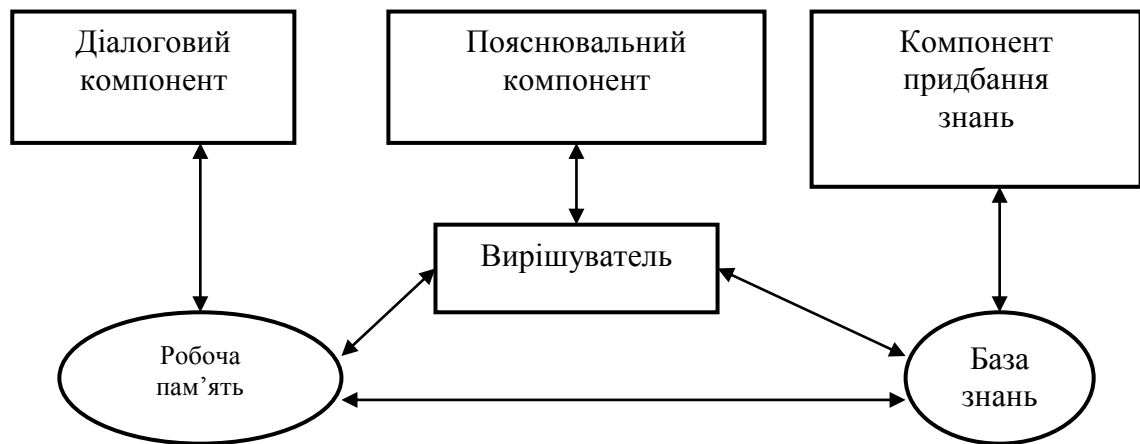 Діалоговий
компонент
Пояснювальний
компонент
Компонент
придбання
знань
Вирішуватель
Робоча
пам’ять
База
знань